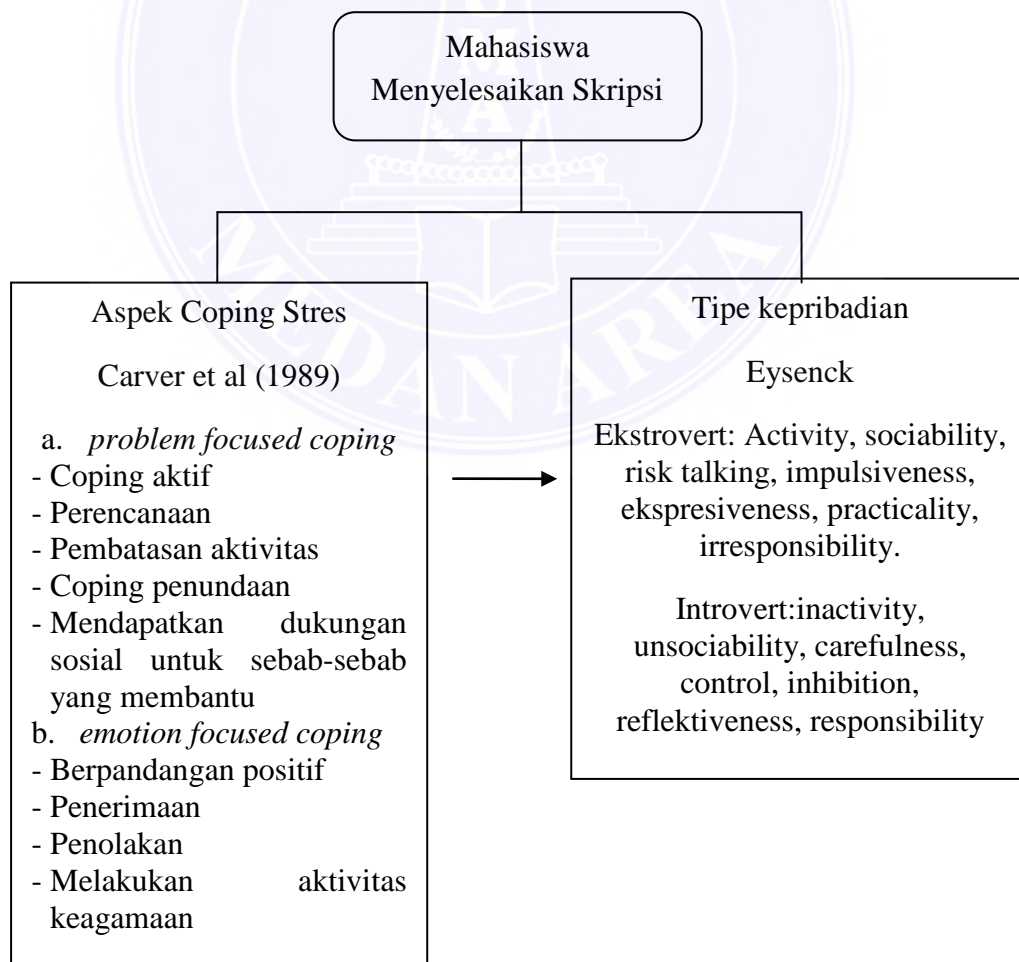 Mahasiswa
Menyelesaikan Skripsi
Aspek Coping Stres
Carver et al (1989)
a. problem focused coping
- Coping aktif
- Perencanaan
- Pembatasan aktivitas
- Coping penundaan
- Mendapatkan dukungan
sosial untuk sebab-sebab
yang membantu
b. emotion focused coping
- Berpandangan positif
- Penerimaan
- Penolakan
- Melakukan aktivitas
keagamaan
Tipe kepribadian
Eysenck
Ekstrovert: Activity, sociability,
risk talking, impulsiveness,
ekspresiveness, practicality,
irresponsibility.
Introvert:inactivity,
unsociability, carefulness,
control, inhibition,
reflektiveness, responsibility
U
M
A
MEDAN AREA